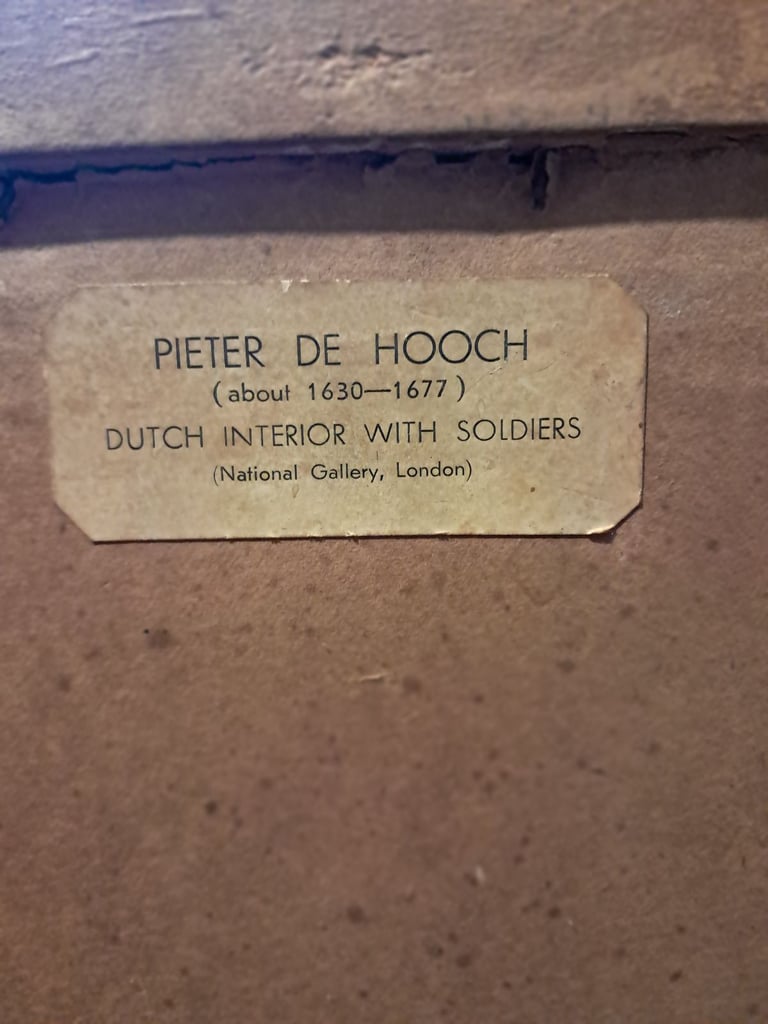 PIETER DE HOOCH
(about 1630—1677)
DUTCH INTERIOR WITH SOLDIERS
(National Gallery, London)